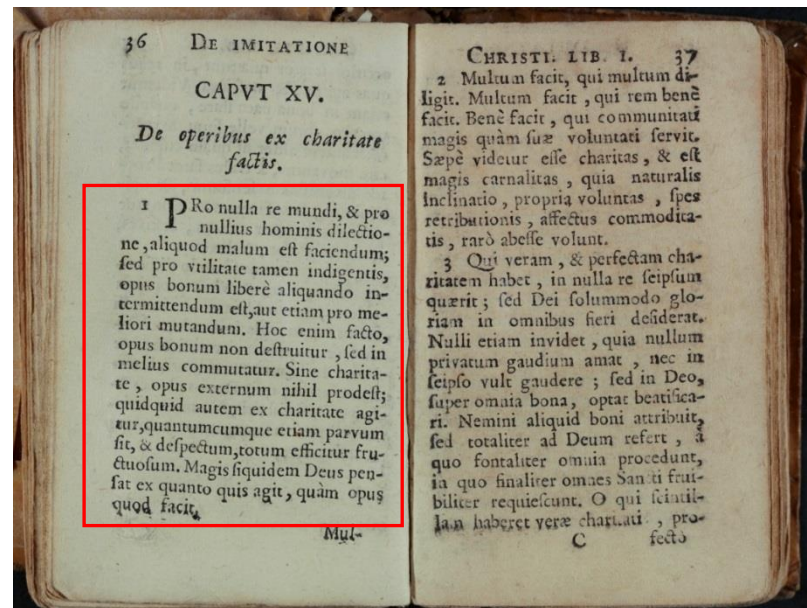 36 DE IMITATIONE
CAPVT XV.
De operibus ex charitate
factis.
1 PRo nulla re mundi, & pro
nullius hominis dilectio-
ne, aliquod malum eſt faciendum;
ſed pro vtilitate tamen indigentis,
opus bonum liberè aliquando in-
termittendum eſt, aut etiam pro me-
liori mutandum. Hoc enim facto,
opus bonum non deſtruitur, ſed in
melius commutatur. Sine charita-
te, opus externum nihil prodeſt;
quidquid autem ex charitate agi-
tur, quantumcumque etiam parvum
ſit, & deſpectum, totum efficitur fru-
ctuoſum. Magis ſiquidem Deus pen-
ſat ex quanto quis agit, quàm opus
quod facit.
Mul-
CHRISTI. LIB. I. 37
2 Multum facit, qui multum di-
ligit. Multum facit, qui rem benè
facit. Benè facit, qui communitati
magis quàm ſuæ voluntati ſervit.
Sæpè videtur eſſe charitas, & eſt
magis carnalitas, quia naturalis
inclinatio, propria voluntas, ſpes
retributionis, affectus commodita-
tis, rarò abeſſe volunt.
3 Qui veram, & perfectam cha-
ritatem habet, in nulla re ſeipſum
quærit; ſed Dei ſolummodo glo-
riam in omnibus fieri deſiderat.
Nulli etiam invidet, quia nullum
privatum gaudium amat, nec in
ſeipſo vult gaudere; ſed in Deo,
ſuper omnia bona, optat beatifica-
ri. Nemini aliquid boni attribuit,
ſed totaliter ad Deum refert, à
quo fontaliter omnia procedunt,
in quo finaliter omnes Sancti frui-
biliter requieſcunt. O qui ſcintil-
lam haberet veræ charitati, pro-
C fectò